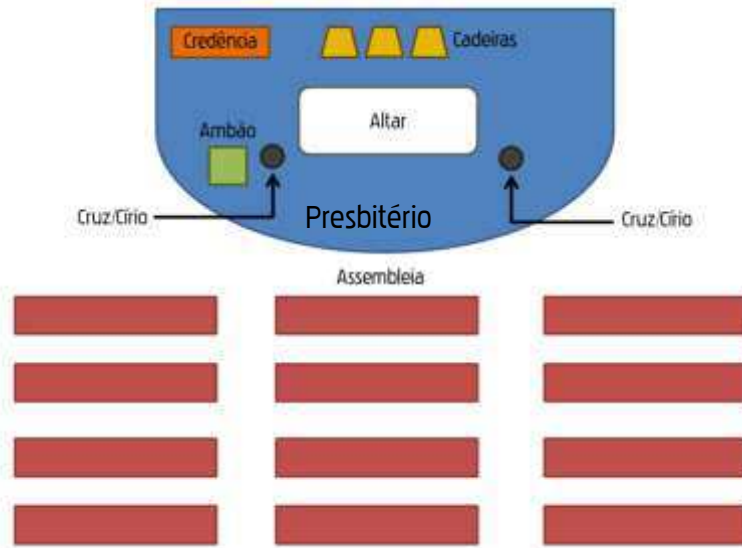 Credência
Cadeiras
Altar
Ambão
Cruz/Círio
Presbitério
Cruz/Círio
Assembleia